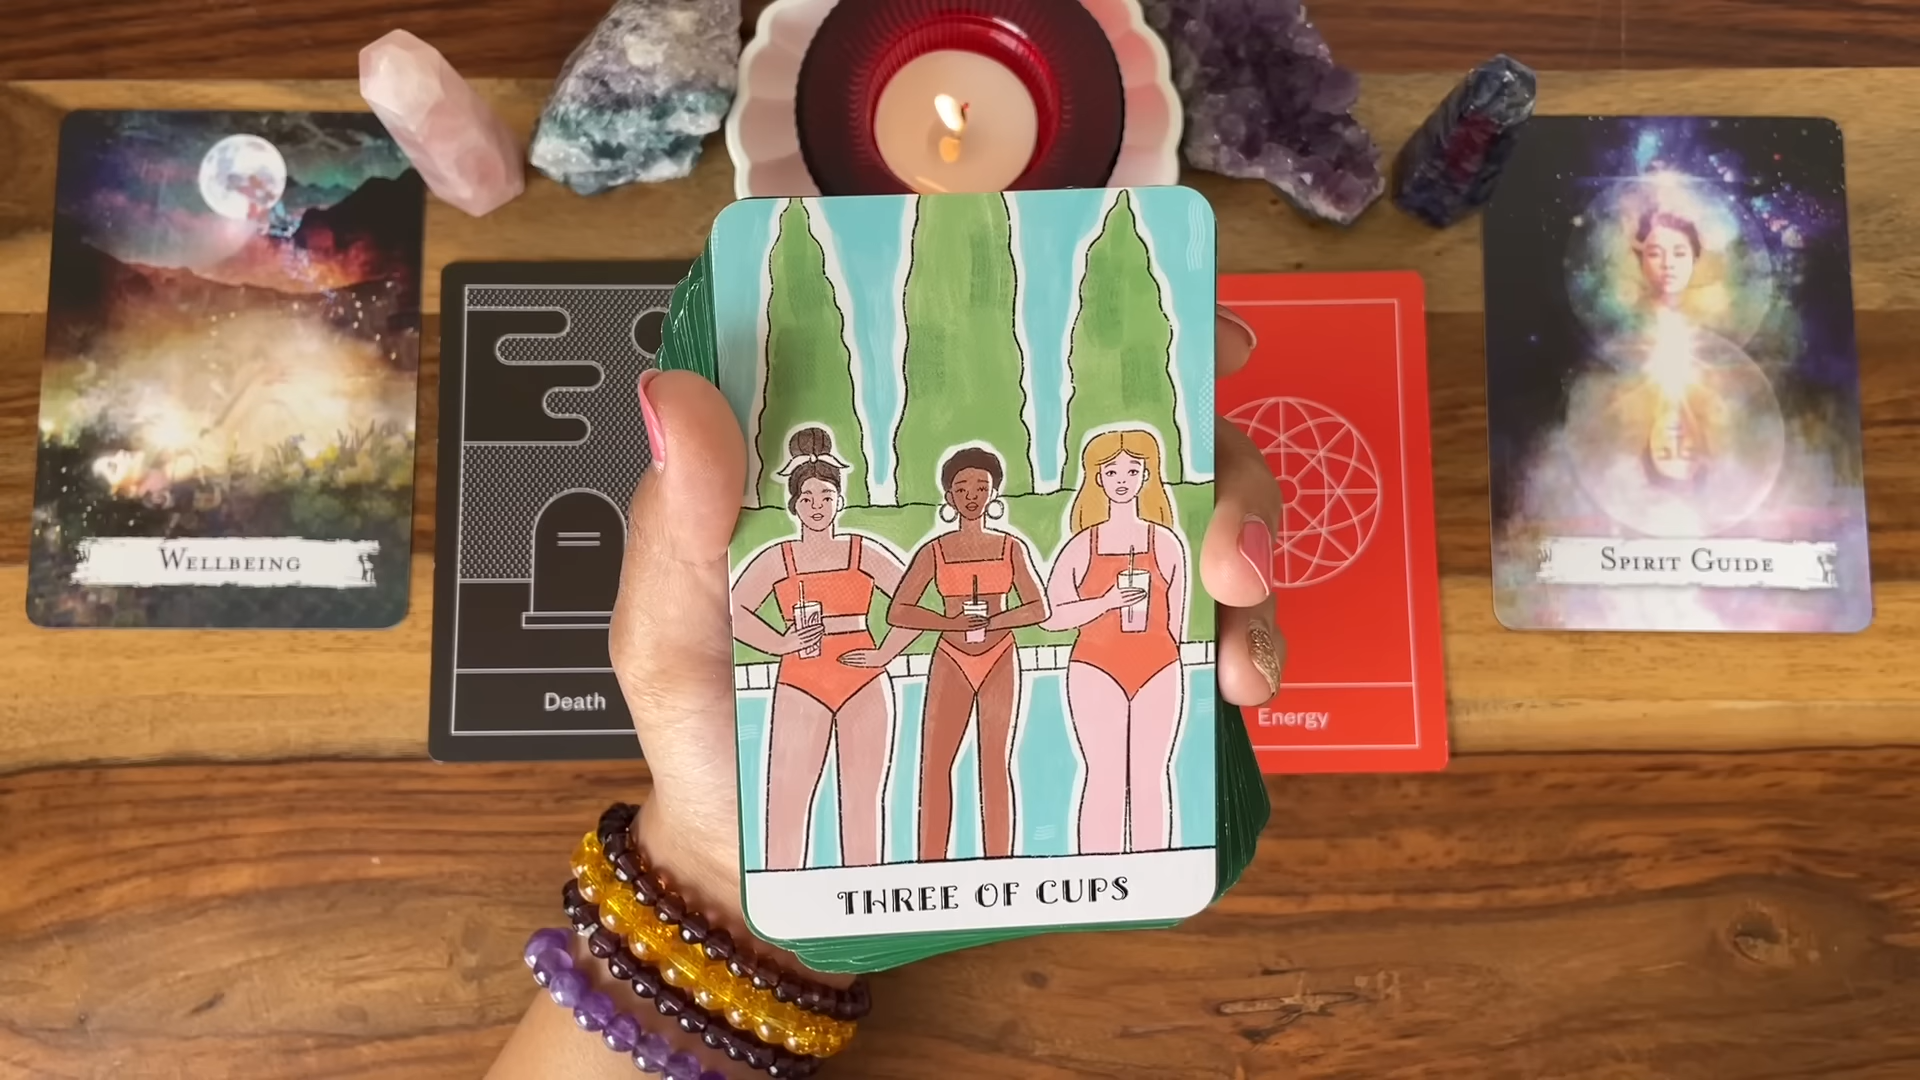 WELLBEING
Death
THREE OF CUPS
Energy
SPIRIT GUIDE